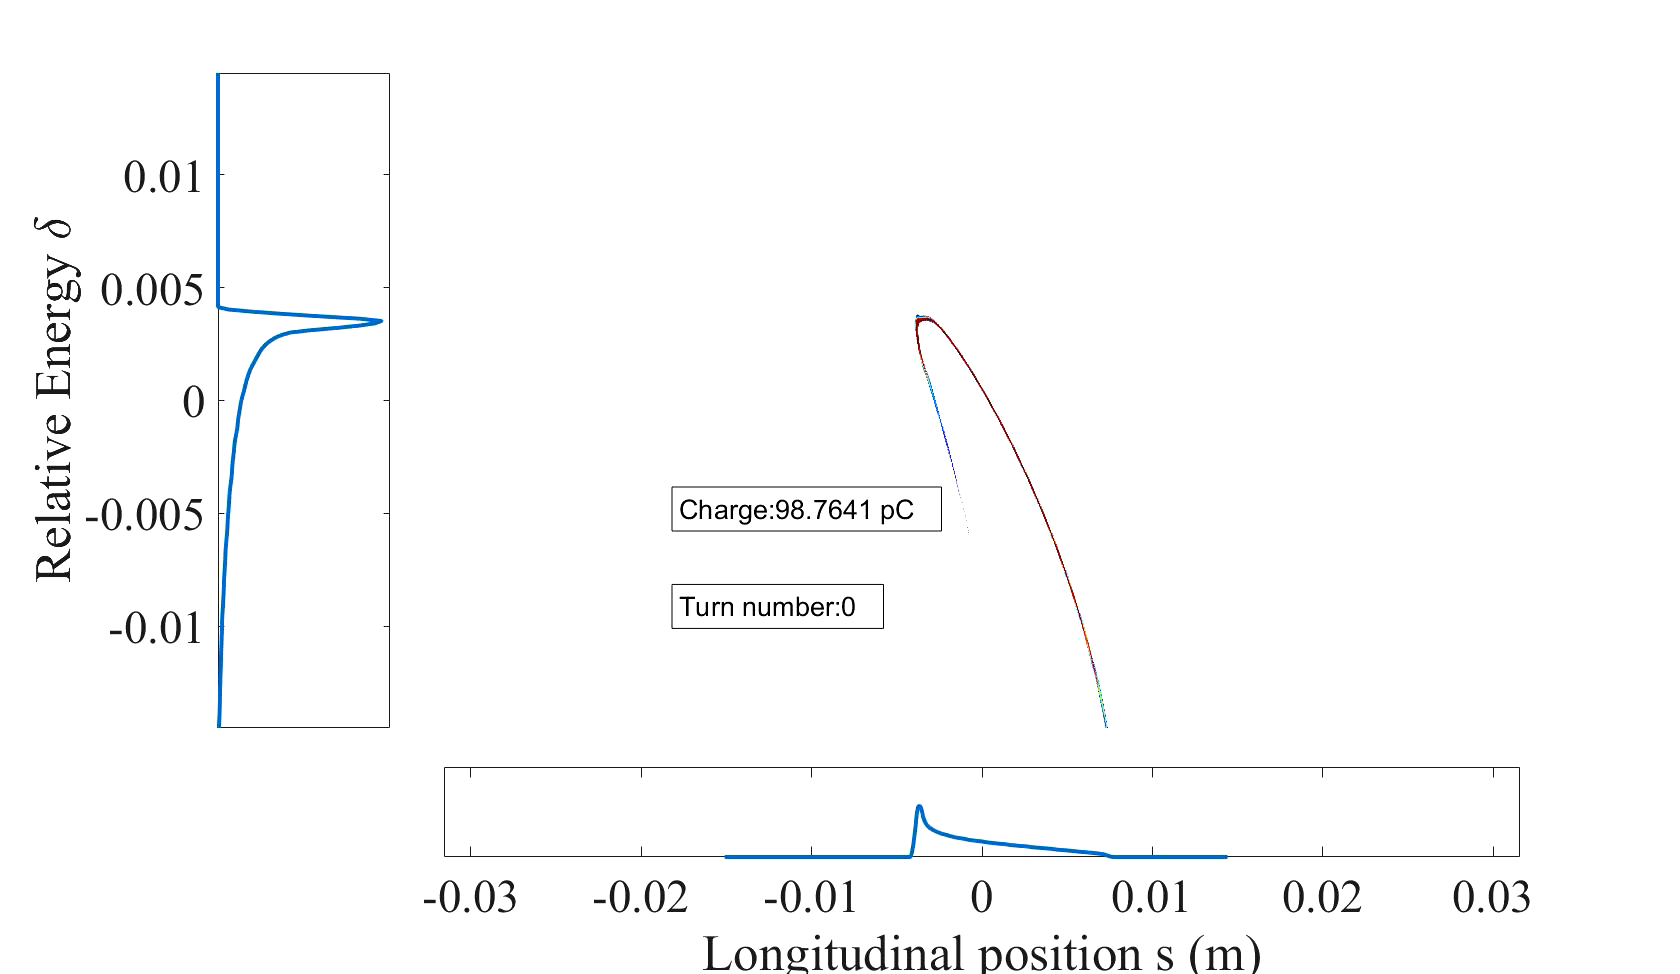 Relative Energy δ
0.01
0.005
0
-0.005
-0.01
Charge:98.7641 pC
Turn number:0
-0.03 -0.02 -0.01 0 0.01 0.02 0.03
Longitudinal position s (m)